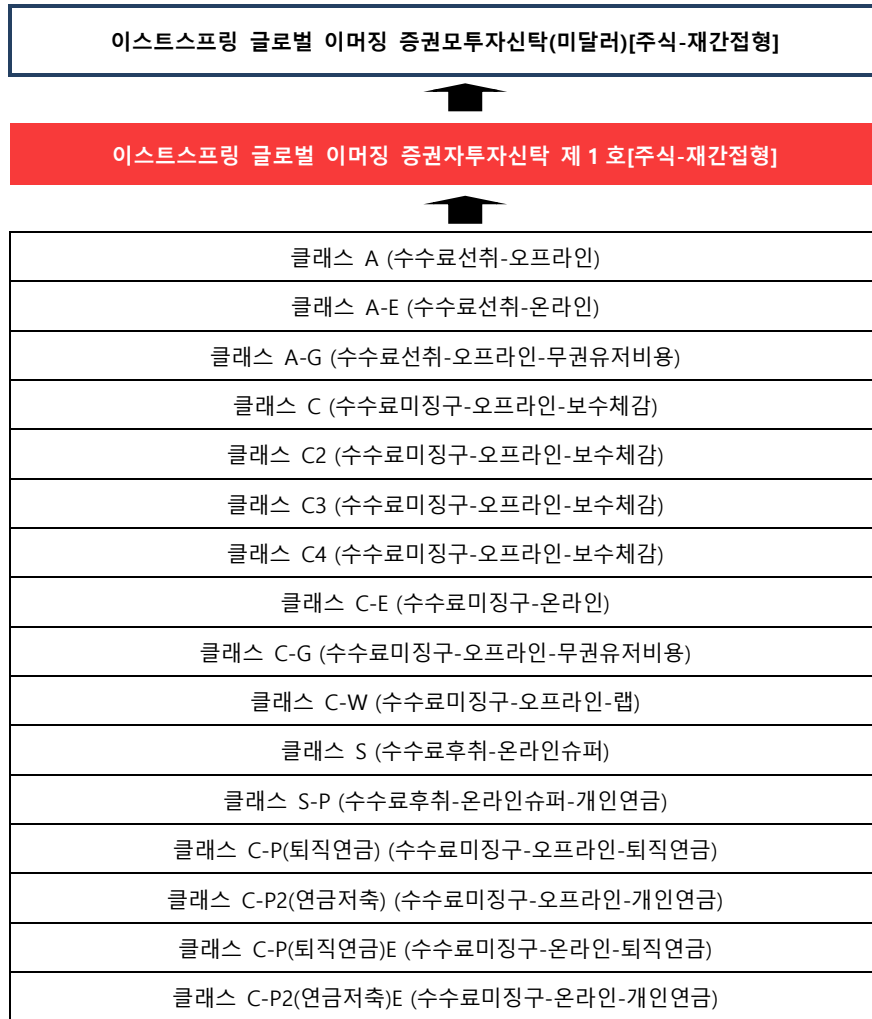 이스트스프링 글로벌 이머징 증권모투자신탁(미달러)[주식-재간접형]
이스트스프링 글로벌 이머징 증권자투자신탁 제 1 호[주식-재간접형]
클래스 A (수수료선취-오프라인)
클래스 A-E (수수료선취-온라인)
클래스 A-G (수수료선취-오프라인-무권유저비용)
클래스 C (수수료미징구-오프라인-보수체감)
클래스 C2 (수수료미징구-오프라인-보수체감)
클래스 C3 (수수료미징구-오프라인-보수체감)
클래스 C4 (수수료미징구-오프라인-보수체감)
클래스 C-E (수수료미징구-온라인)
클래스 C-G (수수료미징구-오프라인-무권유저비용)
클래스 C-W (수수료미징구-오프라인-랩)
클래스 S (수수료후취-온라인슈퍼)
클래스 S-P (수수료후취-온라인슈퍼-개인연금)
클래스 C-P(퇴직연금) (수수료미징구-오프라인-퇴직연금)
클래스 C-P2(연금저축) (수수료미징구-오프라인-개인연금)
클래스 C-P(퇴직연금)E (수수료미징구-온라인-퇴직연금)
클래스 C-P2(연금저축)E (수수료미징구-온라인-개인연금)